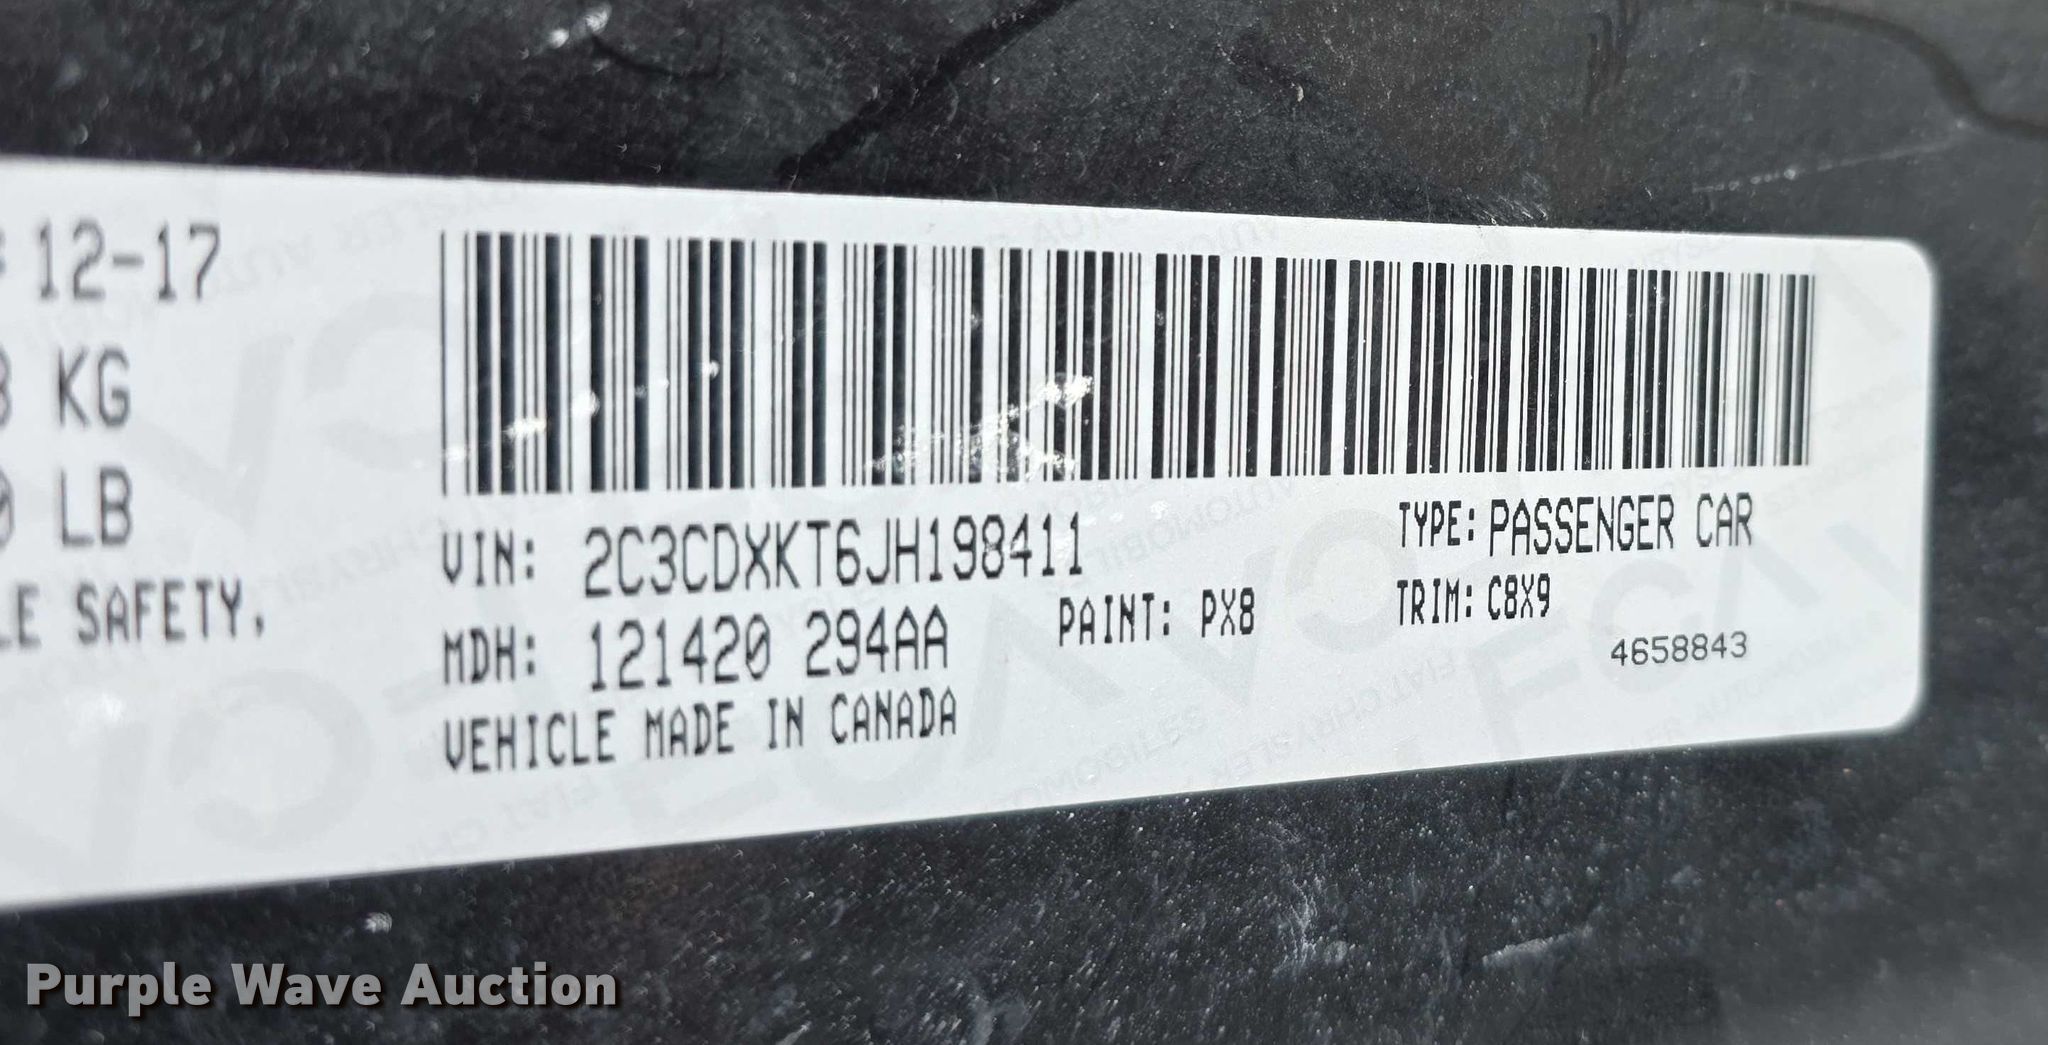 12-17
KG
LB
LE SAFETY.
VIN: 2C3CDXKT6JH198411
MDH: 121420 294AA
VEHICLE MADE IN CANADA
PAINT: PX8
TYPE: PASSENGER CAR
TRIM: C8X9
4658843
Purple Wave Auction